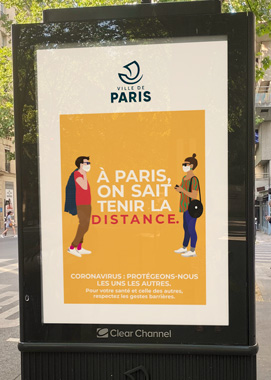 VILLE DE
PARIS
À PARIS,
ON SAIT
TENIR LA
DISTANCE.
CORONAVIRUS : PROTÉGEONS-NOUS
LES UNS LES AUTRES.
Pour votre santé et celle des autres,
respectez les gestes barrières.
Clear Channel